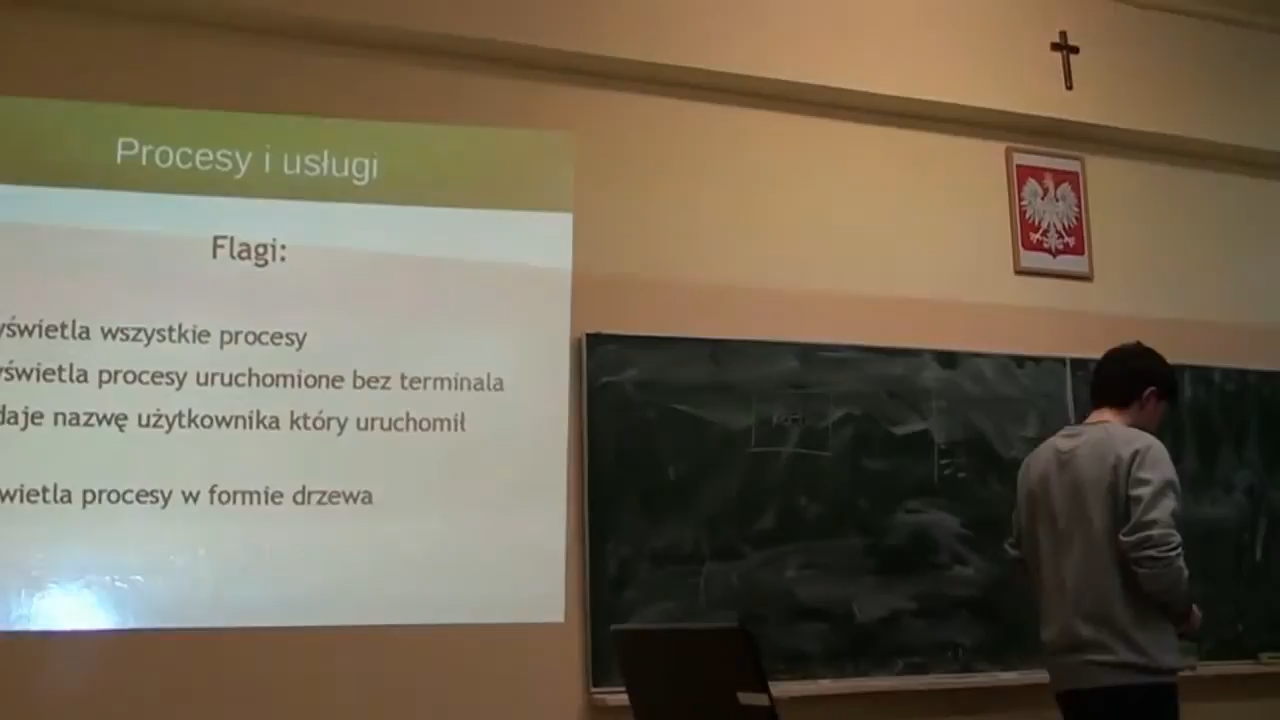 Procesy i usługi
Flagi:
yświetla wszystkie procesy
yświetla procesy uruchomione bez terminala
daje nazwę użytkownika który uruchomił
wietla procesy w formie drzewa